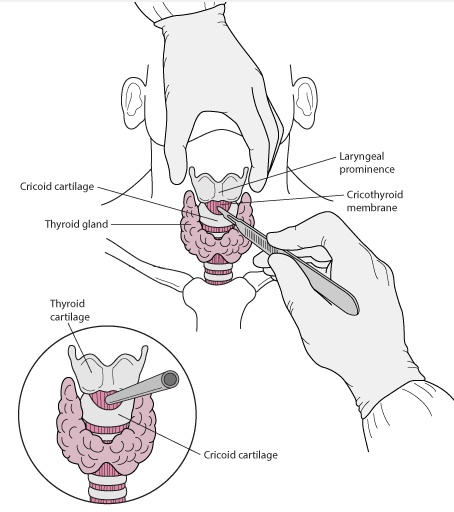 Laryngeal
prominence
Cricoid cartilage
Cricothyroid
membrane
Thyroid gland
Thyroid
cartilage
Cricoid cartilage